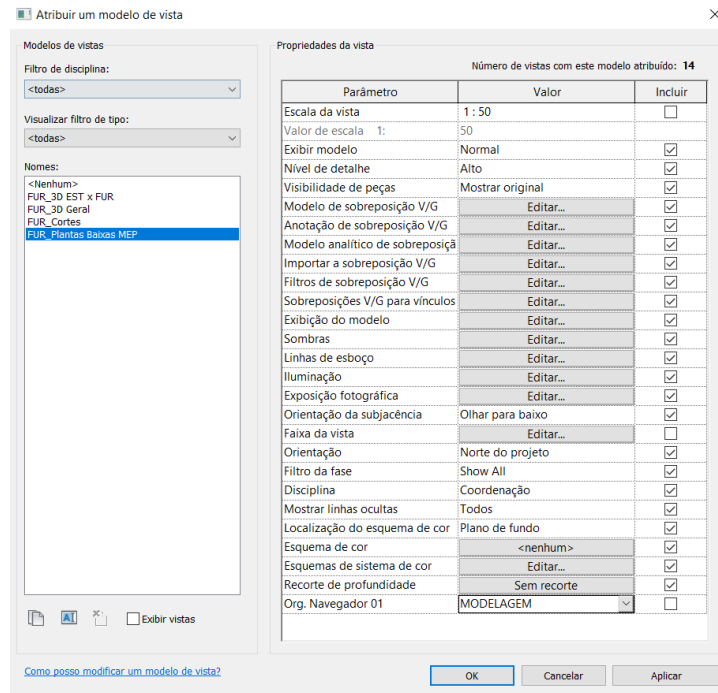 Atribuir um modelo de vista
Modelos de vistas
Filtro de disciplina:
<todas>
Visualizar filtro de tipo:
<todas>
Nomes:
<Nenhum>
FUR_3D EST x FUR
FUR_3D Geral
FUR_Cortes
FUR_Plantas Baixas MEP
Exibir vistas
Como posso modificar um modelo de vista?
Propriedades da vista
Número de vistas com este modelo atribuído: 14
Parâmetro Valor Incluir
Escala da vista 1 : 50
Valor de escala 1: 50
Exibir modelo Normal
Nível de detalhe Alto
Visibilidade de peças Mostrar original
Modelo de sobreposição V/G Editar...
Anotação de sobreposição V/G Editar...
Modelo analítico de sobreposiçã Editar...
Importar a sobreposição V/G Editar...
Filtros de sobreposição V/G Editar...
Sobreposições V/G para vínculos Editar...
Exibição do modelo Editar...
Sombras Editar...
Linhas de esboço Editar...
Iluminação Editar...
Exposição fotográfica Editar...
Orientação da subjacência Olhar para baixo
Faixa da vista Editar...
Orientação Norte do projeto
Filtro da fase Show All
Disciplina Coordenação
Mostrar linhas ocultas Todos
Localização do esquema de cor Plano de fundo
Esquema de cor <nenhum>
Esquemas de sistema de cor Editar...
Recorte de profundidade Sem recorte
Org. Navegador 01 MODELAGEM
OK Cancelar Aplicar